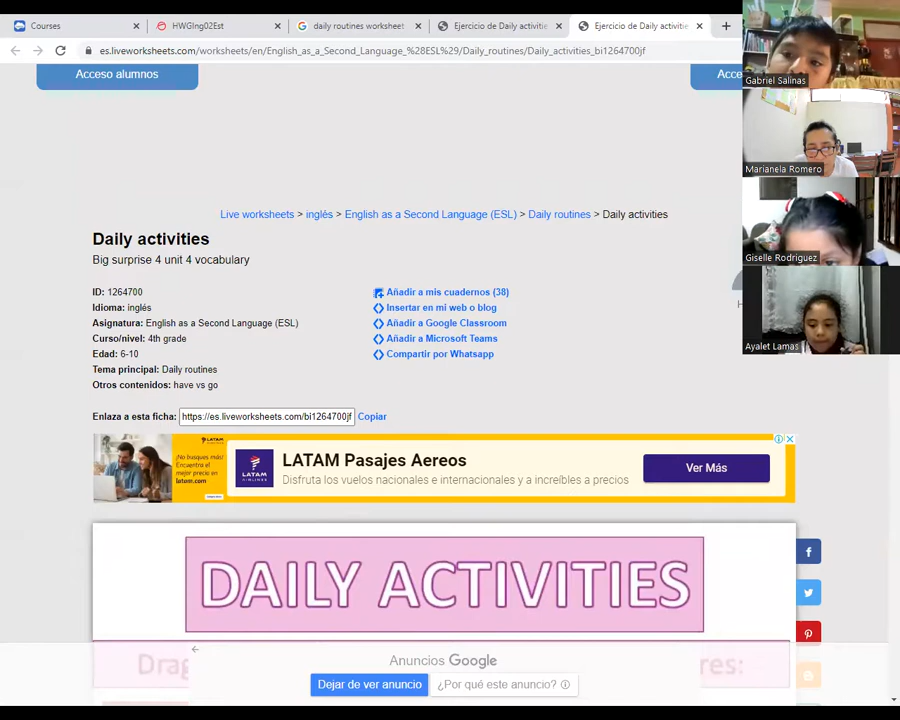 Courses
HWGIng02Est
daily routines worksheet
Ejercicio de Daily activitie
Ejercicio de Daily activitie
es.liveworksheets.com/worksheets/en/English_as_a_Second_Language_%28ESL%29/Daily_routines/Daily_activities_bi1264700jf
Acceso alumnos
Acce
Gabriel Salinas
Marianela Romero
Giselle Rodriguez
Ayalet Lamas
Live worksheets > inglés > English as a Second Language (ESL) > Daily routines > Daily activities
Daily activities
Big surprise 4 unit 4 vocabulary
ID: 1264700
Idioma: inglés
Asignatura: English as a Second Language (ESL)
Curso/nivel: 4th grade
Edad: 6-10
Tema principal: Daily routines
Otros contenidos: have vs go
Añadir a mis cuadernos (38)
Insertar en mi web o blog
Añadir a Google Classroom
Añadir a Microsoft Teams
Compartir por Whatsapp
Enlaza a esta ficha: https://es.liveworksheets.com/bi1264700jf Copiar
¿No busques más!
Encuentra el mejor precio en latam.com
LATAM AIRLINES
LATAM Pasajes Aereos
Disfruta los vuelos nacionales e internacionales y a increíbles a precios
Ver Más
DAILY ACTIVITIES
Drag
res:
Anuncios Google
Dejar de ver anuncio
¿Por qué este anuncio?